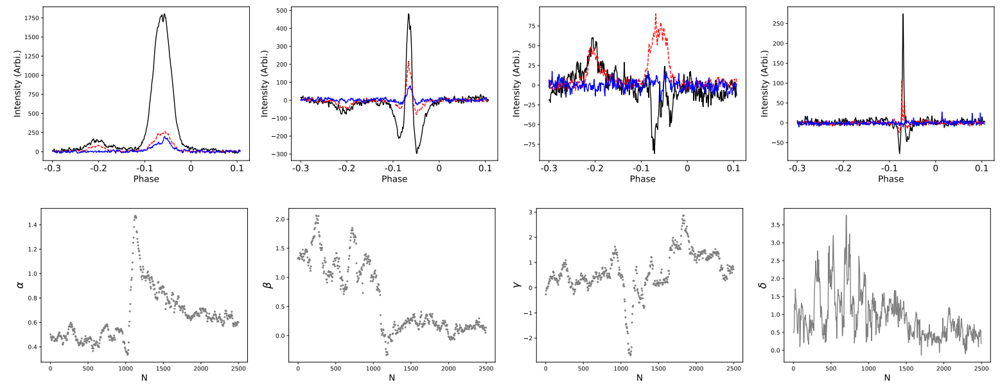 1750
1500
1250
1000
750
500
250
0
Intensity (Arbi.)
-0.3 -0.2 -0.1 0 0.1
Phase
500
400
300
200
100
0
−100
−200
−300
Intensity (Arbi.)
-0.3 -0.2 -0.1 0 0.1
Phase
75
50
25
0
−25
−50
−75
Intensity (Arbi.)
-0.3 -0.2 -0.1 0 0.1
Phase
250
200
150
100
50
0
−50
Intensity (Arbi.)
-0.3 -0.2 -0.1 0 0.1
Phase
1.4
1.2
1.0
0.8
0.6
0.4
α
0 500 1000 1500 2000 2500
N
2.0
1.5
1.0
0.5
0.0
β
0 500 1000 1500 2000 2500
N
3
2
1
0
−1
−2
γ
0 500 1000 1500 2000 2500
N
3.5
3.0
2.5
2.0
1.5
1.0
0.5
0.0
δ
0 500 1000 1500 2000 2500
N